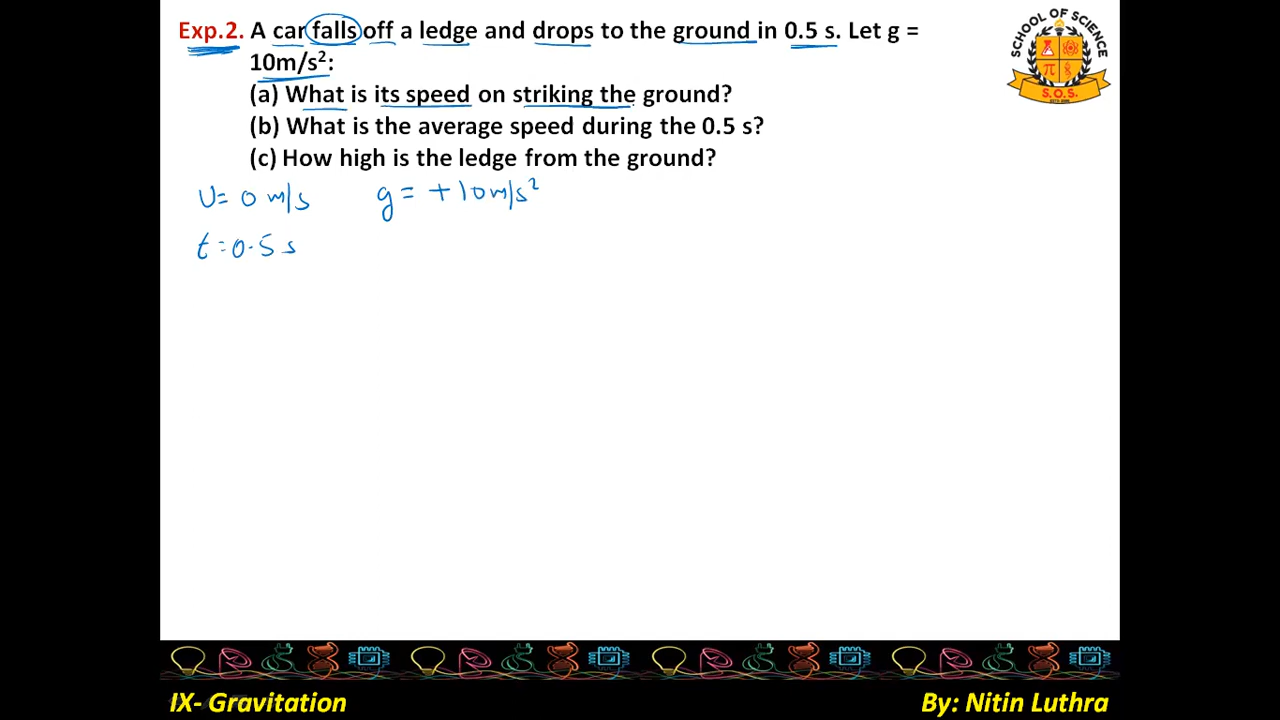 Exp.2. A car falls off a ledge and drops to the ground in 0.5 s. Let g =
10m/s²:
(a) What is its speed on striking the ground?
(b) What is the average speed during the 0.5 s?
(c) How high is the ledge from the ground?
u= 0 m/s g= +10m/s²
t=0.5 s
SCHOOL OF SCIENCE
π
S.O.S.
IX- Gravitation By: Nitin Luthra